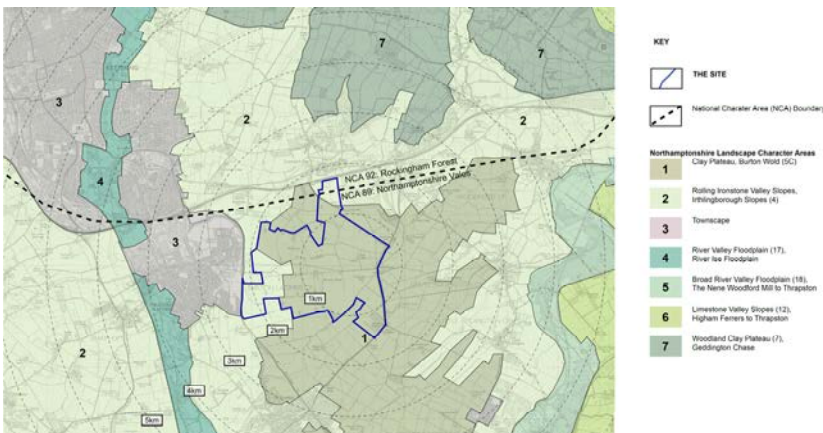 7
7
3
2
2
4
NCA 92: Rockingham Forest
NCA 89: Northamptonshire Vales
3
1km
2km
1
2
3km
4km
5km
KEY
THE SITE
National Charater Area (NCA) Boundary
Northamptonshire Landscape Character Areas
1 Clay Plateau, Burton Wold (5C)
2 Rolling Ironstone Valley Slopes,
Irthlingborough Slopes (4)
3 Townscape
4 River Valley Floodplain (17),
River Ise Floodplain
5 Broad River Valley Floodplain (18),
The Nene Woodford Mill to Thrapston
6 Limestone Valley Slopes (12),
Higham Ferrers to Thrapston
7 Woodland Clay Plateau (7),
Geddington Chase